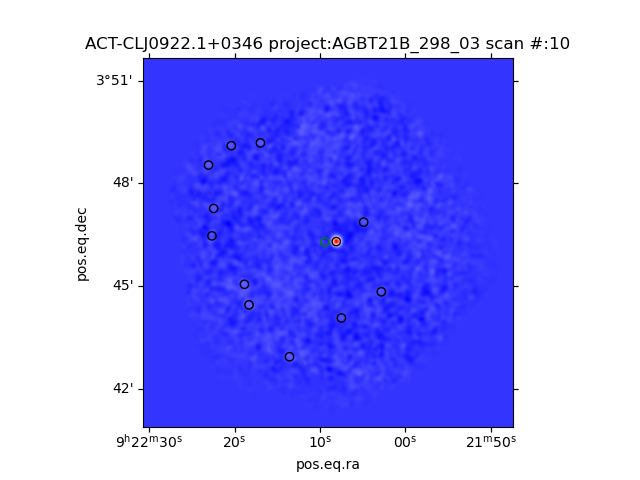 ACT-CLJ0922.1+0346 project:AGBT21B_298_03 scan #:10
3°51'
48'
45'
42'
pos.eq.dec
9ʰ22ᵐ30ˢ 20ˢ 10ˢ 00ˢ 21ᵐ50ˢ
pos.eq.ra